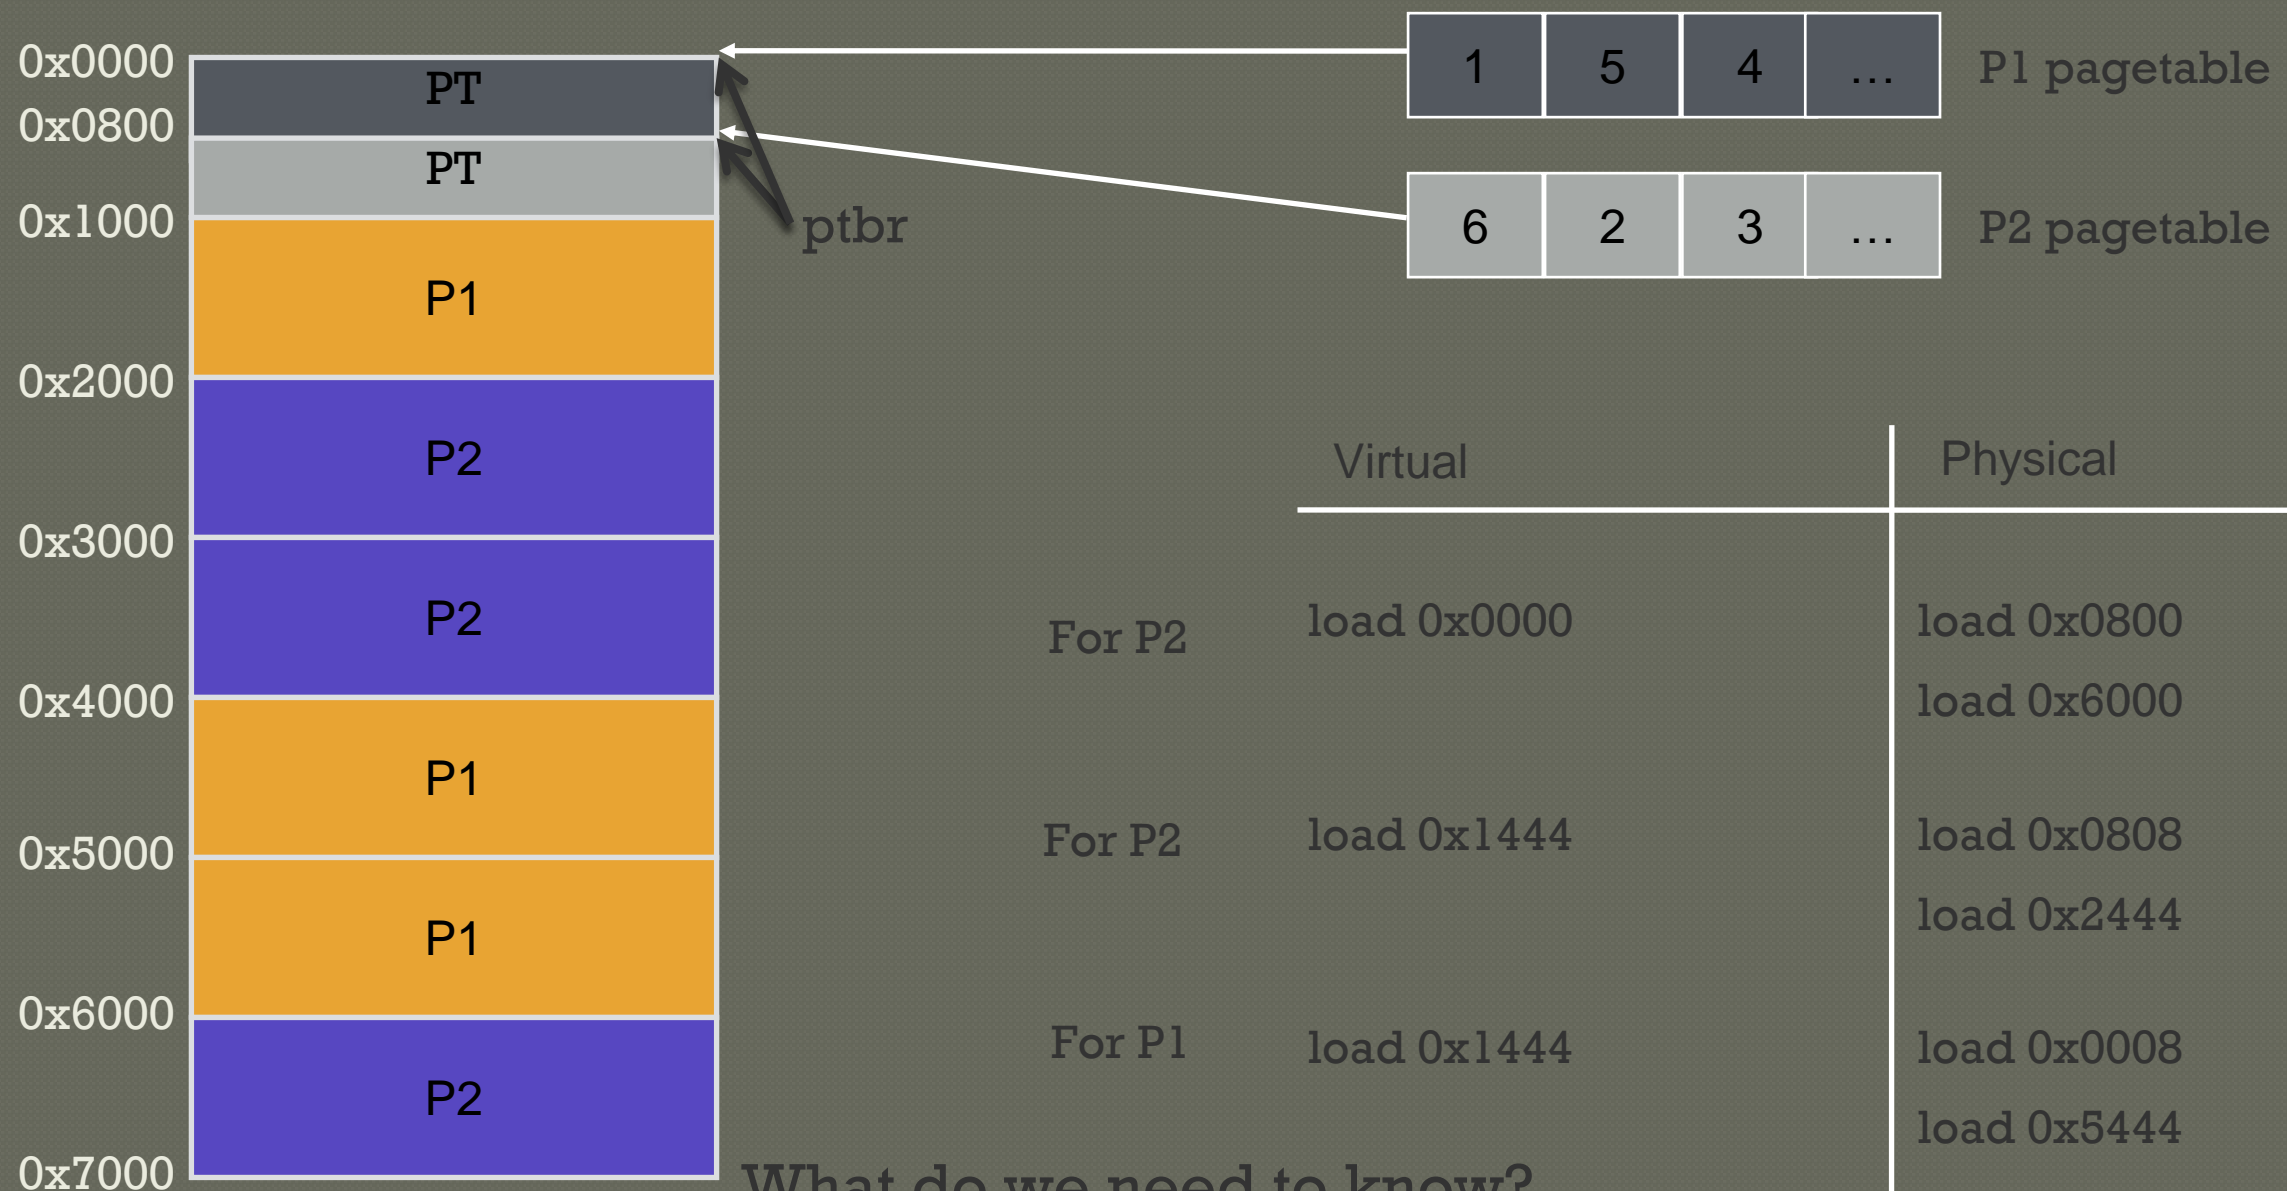 0x0000
PT
0x0800
PT
0x1000
P1
0x2000
P2
0x3000
P2
0x4000
P1
0x5000
P1
0x6000
P2
0x7000
ptbr
1 5 4 ... P1 pagetable
6 2 3 ... P2 pagetable
Virtual Physical
For P2 load 0x0000 load 0x0800
load 0x6000
For P2 load 0x1444 load 0x0808
load 0x2444
For P1 load 0x1444 load 0x0008
load 0x5444
What do we need to know?